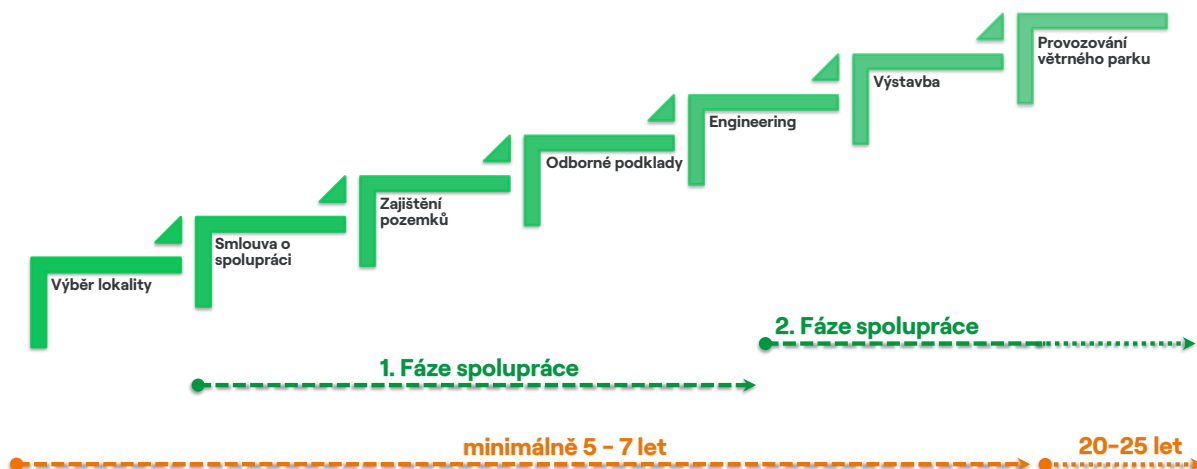 Výběr lokality
Smlouva o
spolupráci
Zajištění
pozemků
Odborné podklady
Engineering
Výstavba
Provozování
větrného parku
1. Fáze spolupráce
2. Fáze spolupráce
minimálně 5 - 7 let
20-25 let